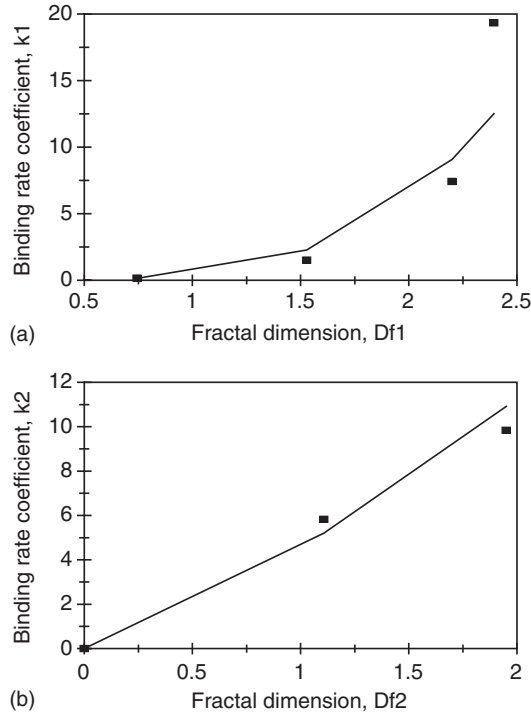 20
15
10
5
0
Binding rate coefficient, k1
0.5 1 1.5 2 2.5
(a) Fractal dimension, Df1
12
10
8
6
4
2
0
Binding rate coefficient, k2
0 0.5 1 1.5 2
(b) Fractal dimension, Df2